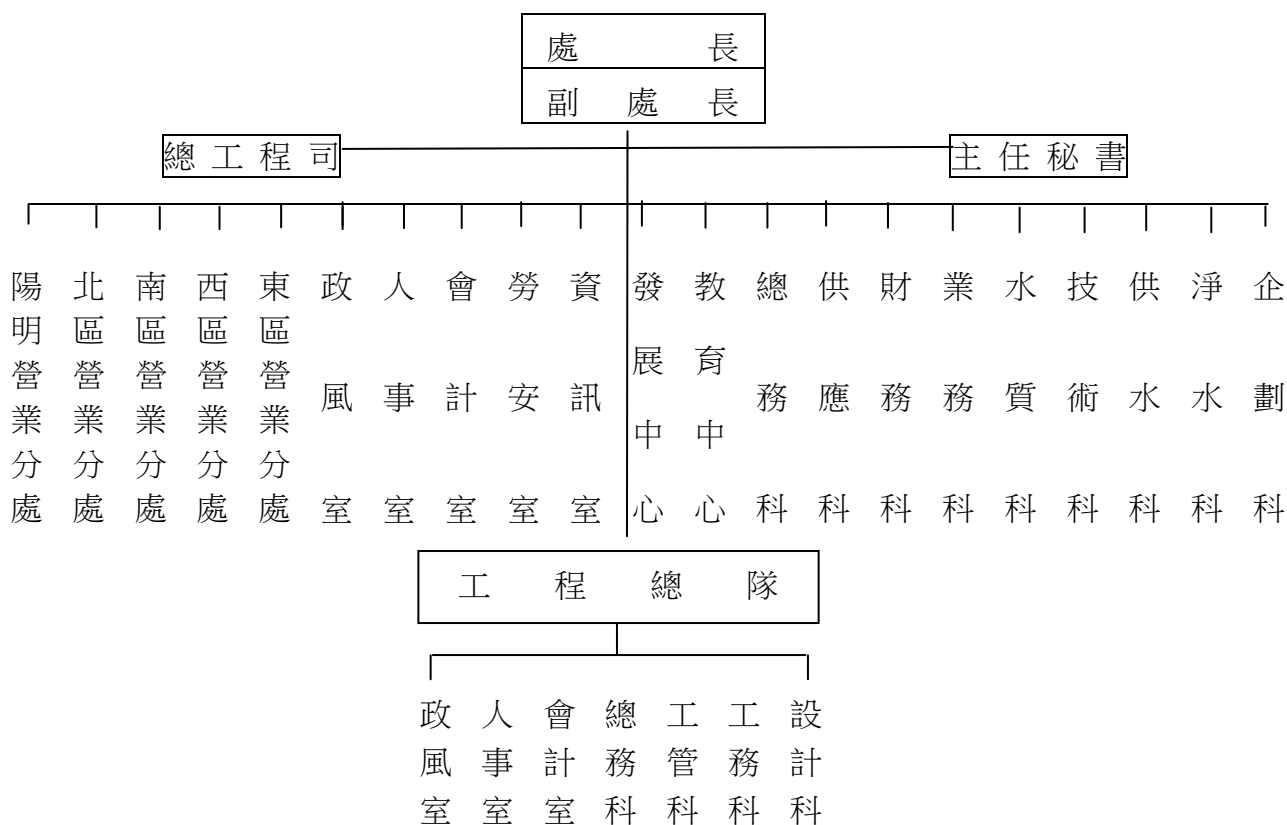 處長
副處長
總工程司
主任秘書
陽明營業分處
北區營業分處
南區營業分處
西區營業分處
東區營業分處
政風室
人事室
會計室
勞安室
資訊室
發展中心
教育中心
總務科
供應科
財務科
業務科
水質科
技術科
供水科
淨水科
企劃科
工程總隊
政風室
人事室
會計室
總務科
工管科
工務科
設計科